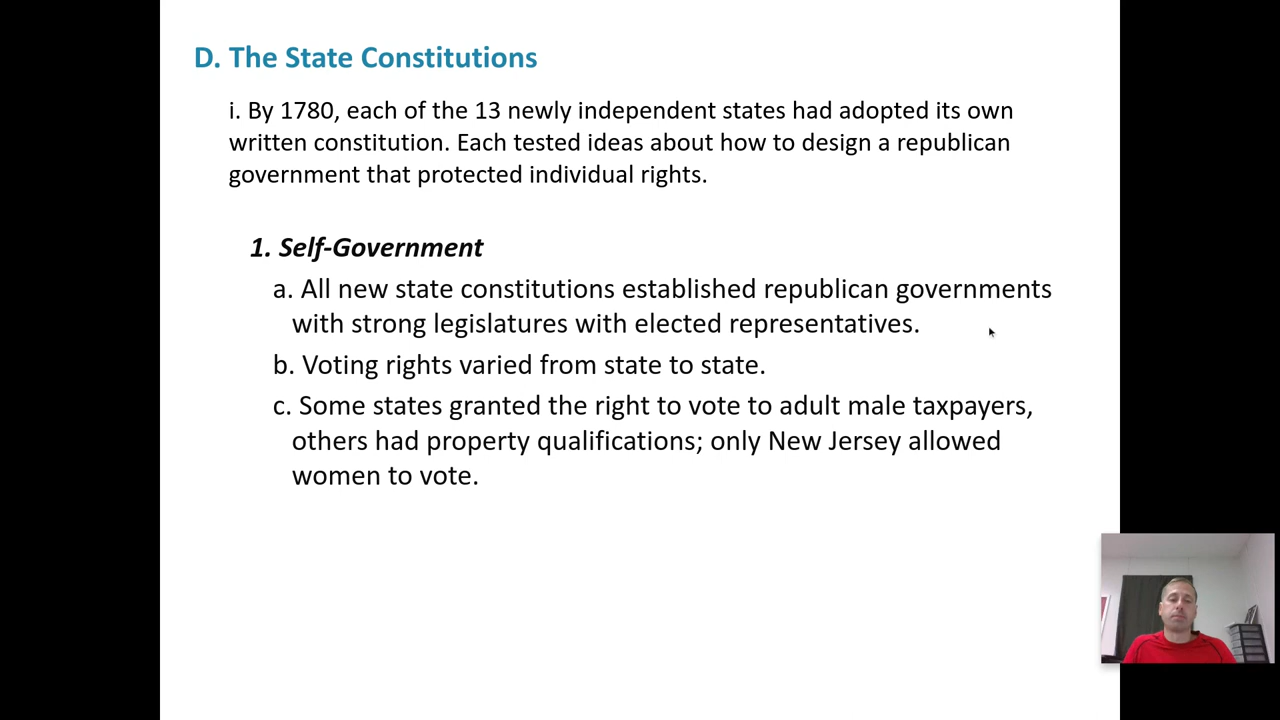 D. The State Constitutions
i. By 1780, each of the 13 newly independent states had adopted its own
written constitution. Each tested ideas about how to design a republican
government that protected individual rights.
1. Self-Government
a. All new state constitutions established republican governments
with strong legislatures with elected representatives.
b. Voting rights varied from state to state.
c. Some states granted the right to vote to adult male taxpayers,
others had property qualifications; only New Jersey allowed
women to vote.